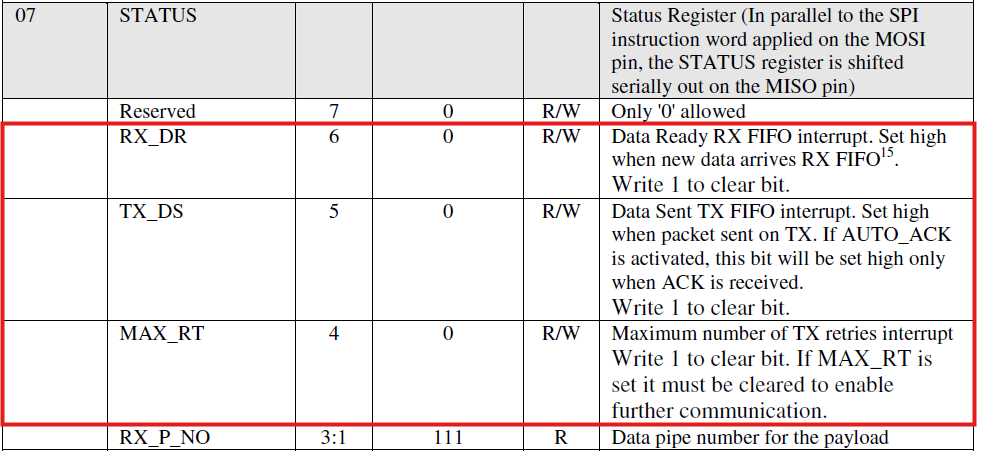 07 STATUS Status Register (In parallel to the SPI
instruction word applied on the MOSI
pin, the STATUS register is shifted
serially out on the MISO pin)
Reserved 7 0 R/W Only '0' allowed
RX_DR 6 0 R/W Data Ready RX FIFO interrupt. Set high
when new data arrives RX FIFO15.
Write 1 to clear bit.
TX_DS 5 0 R/W Data Sent TX FIFO interrupt. Set high
when packet sent on TX. If AUTO_ACK
is activated, this bit will be set high only
when ACK is received.
Write 1 to clear bit.
MAX_RT 4 0 R/W Maximum number of TX retries interrupt
Write 1 to clear bit. If MAX_RT is
set it must be cleared to enable
further communication.
RX_P_NO 3:1 111 R Data pipe number for the payload